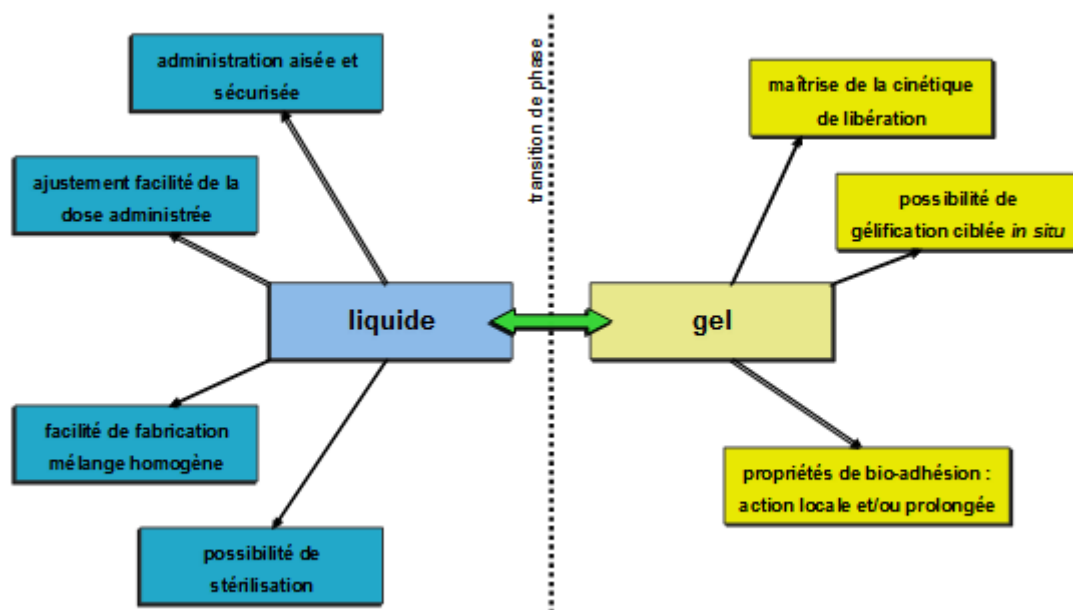 administration aisée et
sécurisée
ajustement facilité de la
dose administrée
liquide
facilité de fabrication
mélange homogène
possibilité de
stérilisation
transition de phase
maîtrise de la cinétique
de libération
possibilité de
gélification ciblée in situ
gel
propriétés de bio-adhésion :
action locale et/ou prolongée